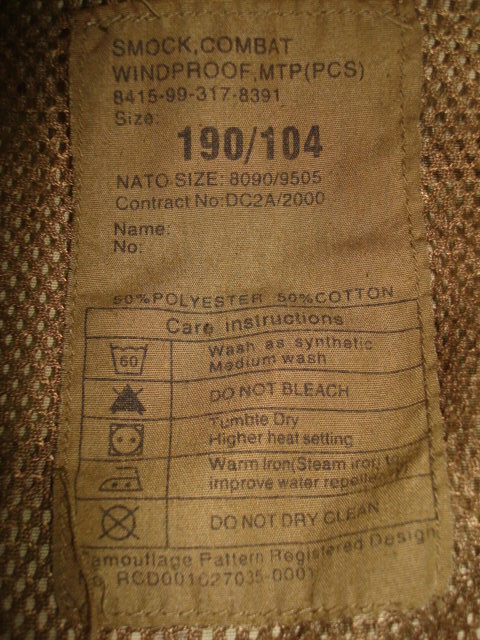 SMOCK,COMBAT
WINDPROOF,MTP(PCS)
8415-99-317-8391
Size:
190/104
NATO SIZE: 8090/9505
Contract No:DC2A/2000
Name:
No:
50%POLYESTER 50%COTTON
Care instructions
60
Wash as synthetic
Medium wash
DO NOT BLEACH
Tumble Dry
Higher heat setting
Warm Iron(Steam iron)
improve water
DO NOT DRY CLEAN
Camouflage Pattern Registered Design
No. RCD001627035-0001